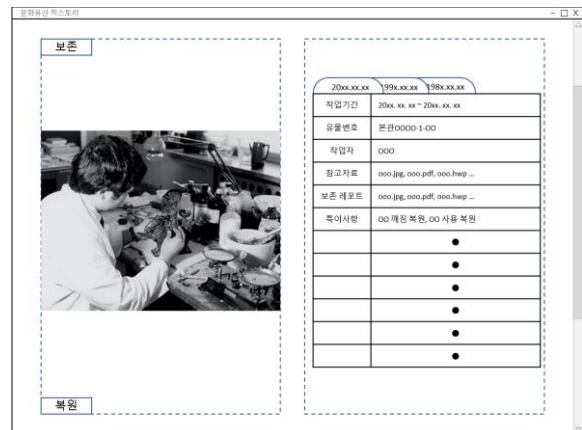 문화유산 히스토리
보존
복원
20xx.xx.xx 199x.xx.xx 198x.xx.xx
작업기간 20xx. xx. xx ~ 20xx. xx. xx
유물번호 본관0000-1-00
작업자 OOO
참고자료 ooo.jpg, ooo.pdf, ooo.hwp ...
보존 레포트 ooo.jpg, ooo.pdf, ooo.hwp ...
특이사항 OO 깨짐 복원, OO 사용 복원